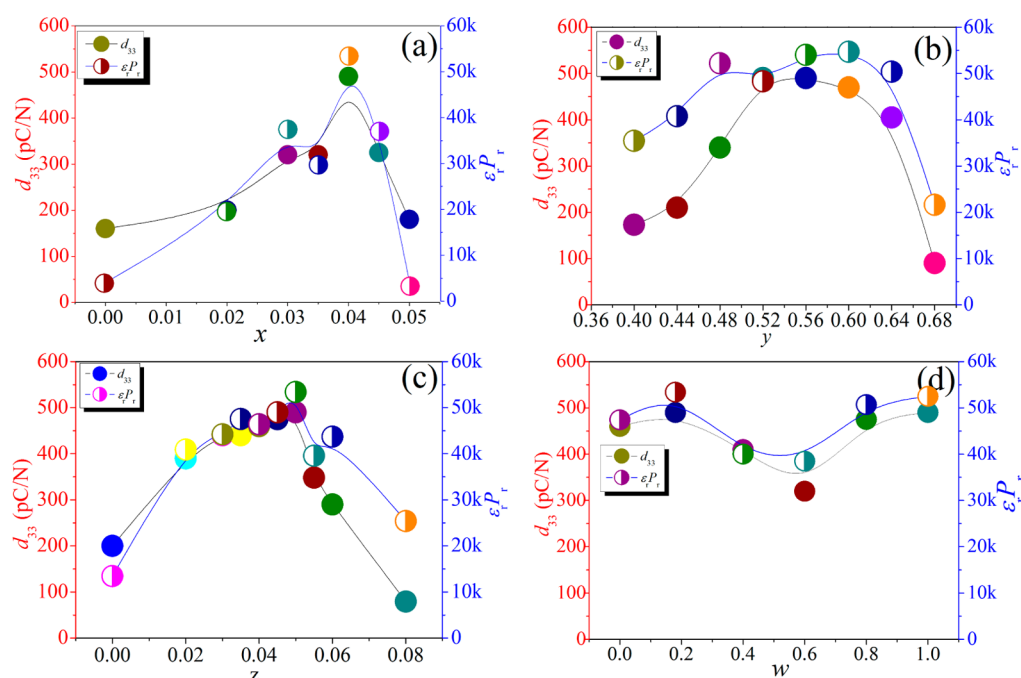 (a)
d33
εrPr
600
500
400
300
200
100
0
d33 (pC/N)
60k
50k
40k
30k
20k
10k
0
εrPr
0.00 0.01 0.02 0.03 0.04 0.05
x
(b)
d33
εrPr
600
500
400
300
200
100
0
d33 (pC/N)
60k
50k
40k
30k
20k
10k
0
εrPr
0.36 0.40 0.44 0.48 0.52 0.56 0.60 0.64 0.68
y
(c)
d33
εrPr
600
500
400
300
200
100
0
d33 (pC/N)
60k
50k
40k
30k
20k
10k
0
εrPr
0.00 0.02 0.04 0.06 0.08
z
(d)
d33
εrPr
600
500
400
300
200
100
0
d33 (pC/N)
60k
50k
40k
30k
20k
10k
0
εrPr
0.0 0.2 0.4 0.6 0.8 1.0
w